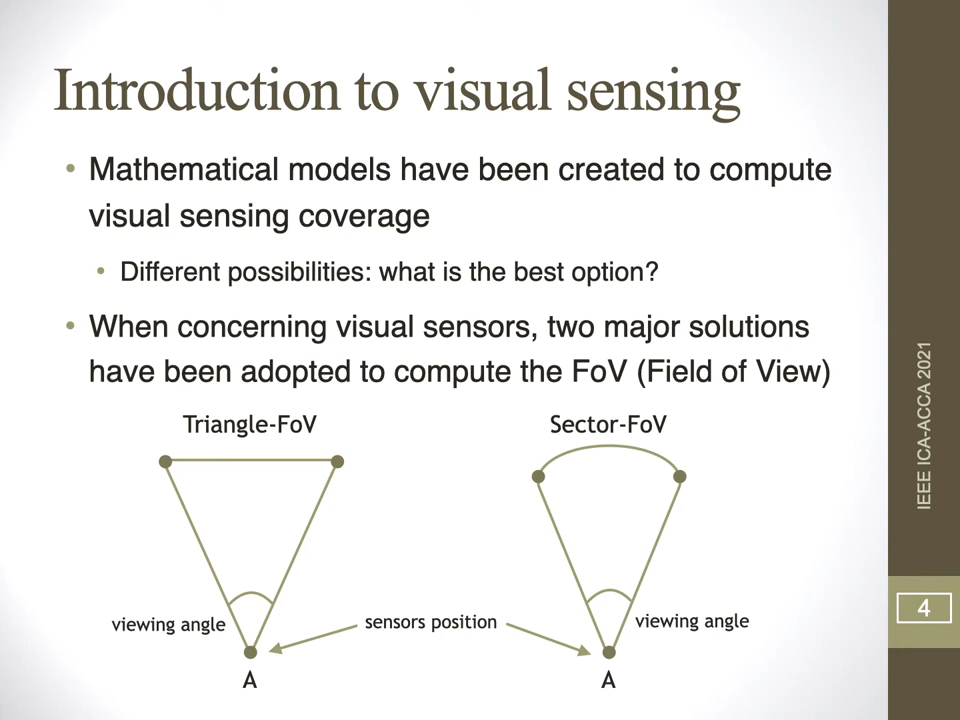 Introduction to visual sensing
• Mathematical models have been created to compute
visual sensing coverage
• Different possibilities: what is the best option?
• When concerning visual sensors, two major solutions
have been adopted to compute the FoV (Field of View)
Triangle-FoV
Sector-FoV
viewing angle
sensors position
viewing angle
A
A
IEEE ICA-ACCA 2021
4